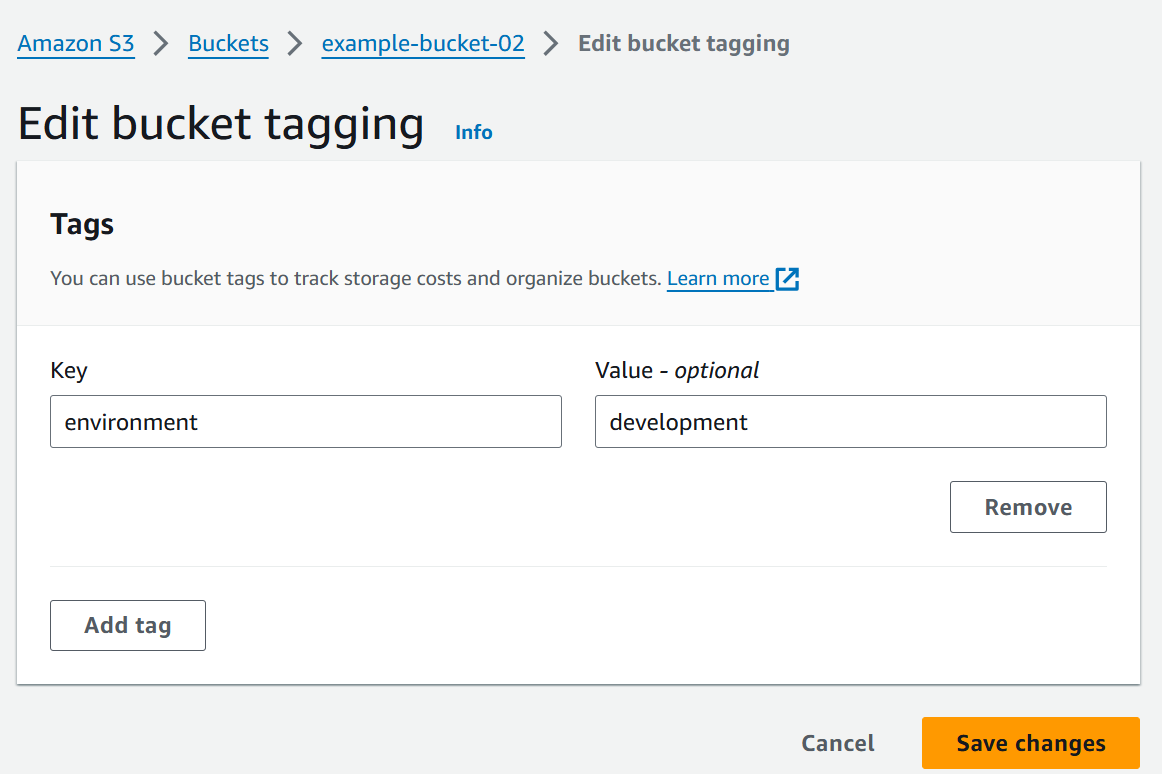 Amazon S3 > Buckets > example-bucket-02 > Edit bucket tagging
Edit bucket tagging Info
Tags
You can use bucket tags to track storage costs and organize buckets. Learn more
Key Value - optional
environment development
Remove
Add tag
Cancel Save changes